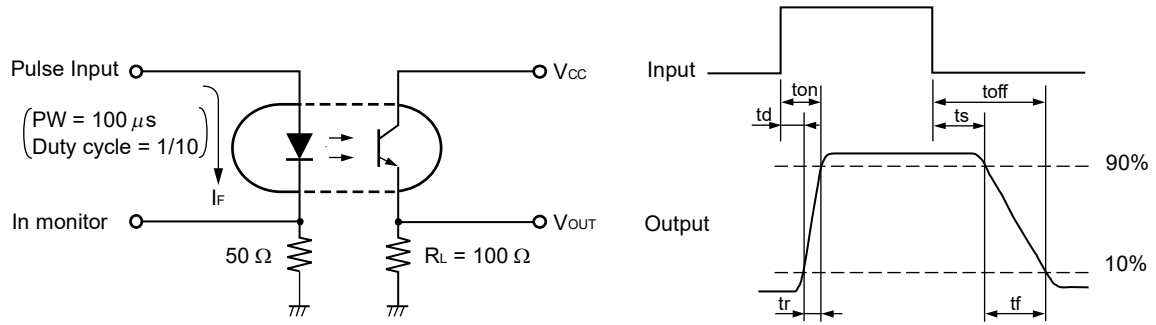 Pulse Input
(PW = 100 μs
Duty cycle = 1/10)
IF
In monitor
50 Ω
VCC
VOUT
RL = 100 Ω
Input
ton
toff
td
ts
90%
Output
10%
tr
tf